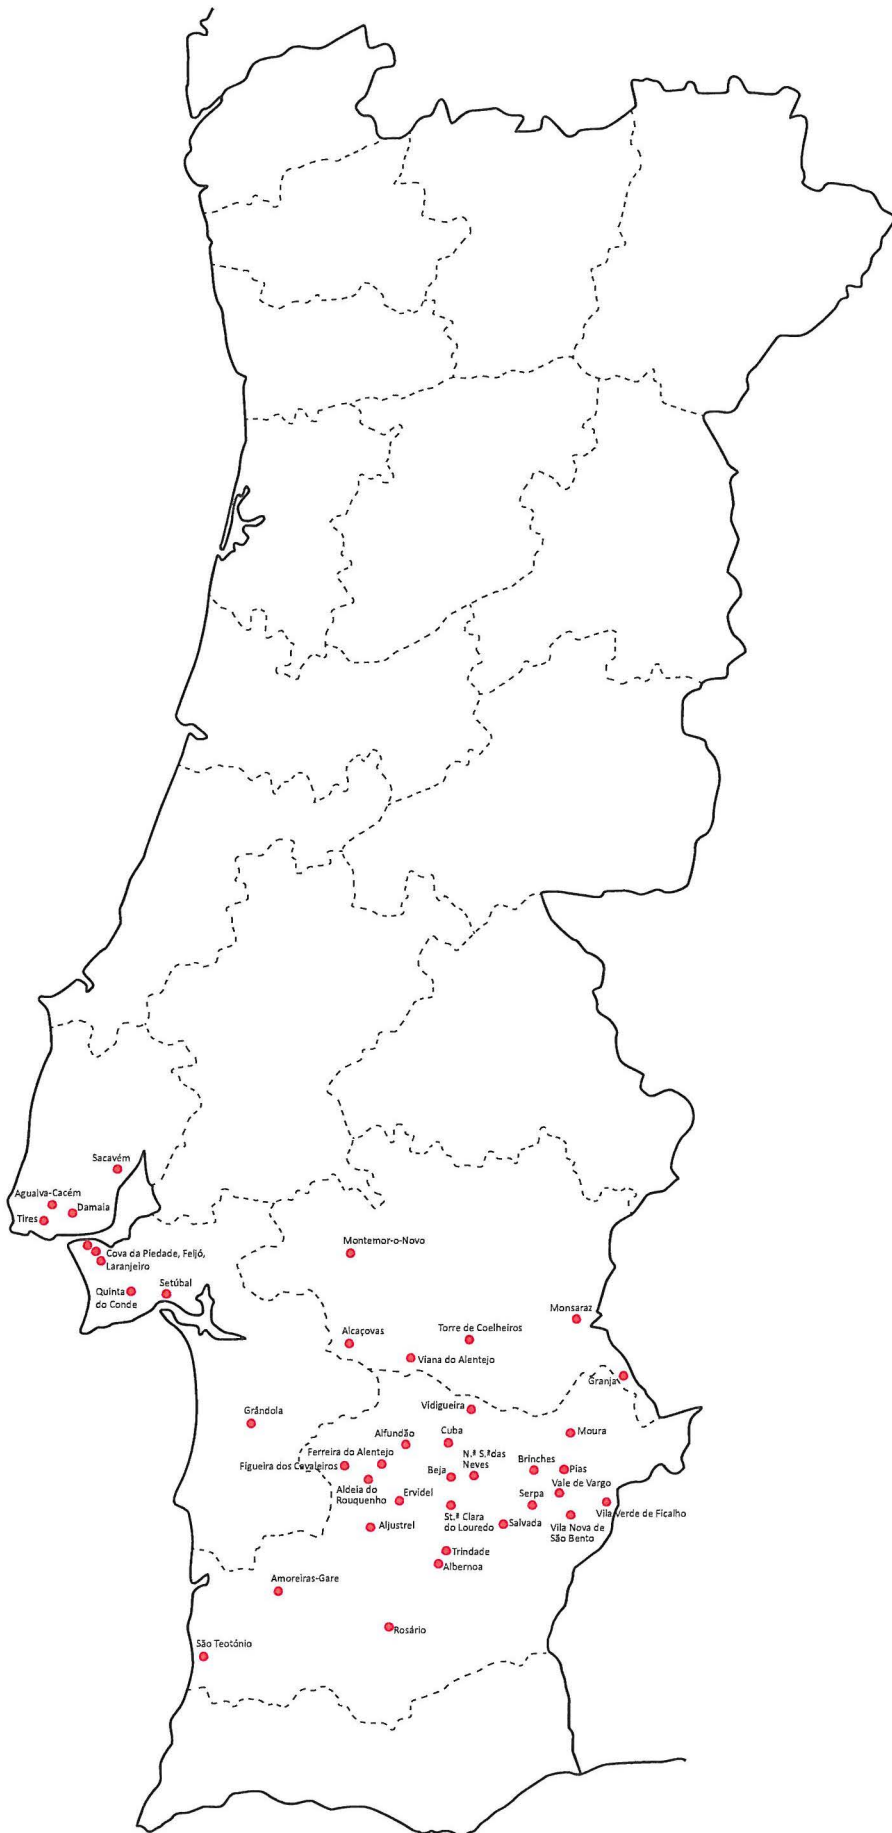 Sacavém
Agualva-Cacém
Damaia
Tires
Cova da Piedade, Feijó,
Laranjeiro
Quinta
do Conde
Setúbal
Montemor-o-Novo
Monsaraz
Alcaçovas
Torre de Coelheiros
Viana do Alentejo
Granja
Vidigueira
Grândola
Moura
Alfundão
Cuba
Ferreira do Alentejo
N.ª S.ª das
Neves
Figueira dos Cavaleiros
Beja
Brinches
Pias
Aldeia do
Rouquenho
Ervidel
Vale de Vargo
Serpa
St.ª Clara
do Louredo
Salvada
Vila Verde de Ficalho
Vila Nova de
São Bento
Aljustrel
Trindade
Albernoa
Amoreiras-Gare
Rosário
São Teotónio